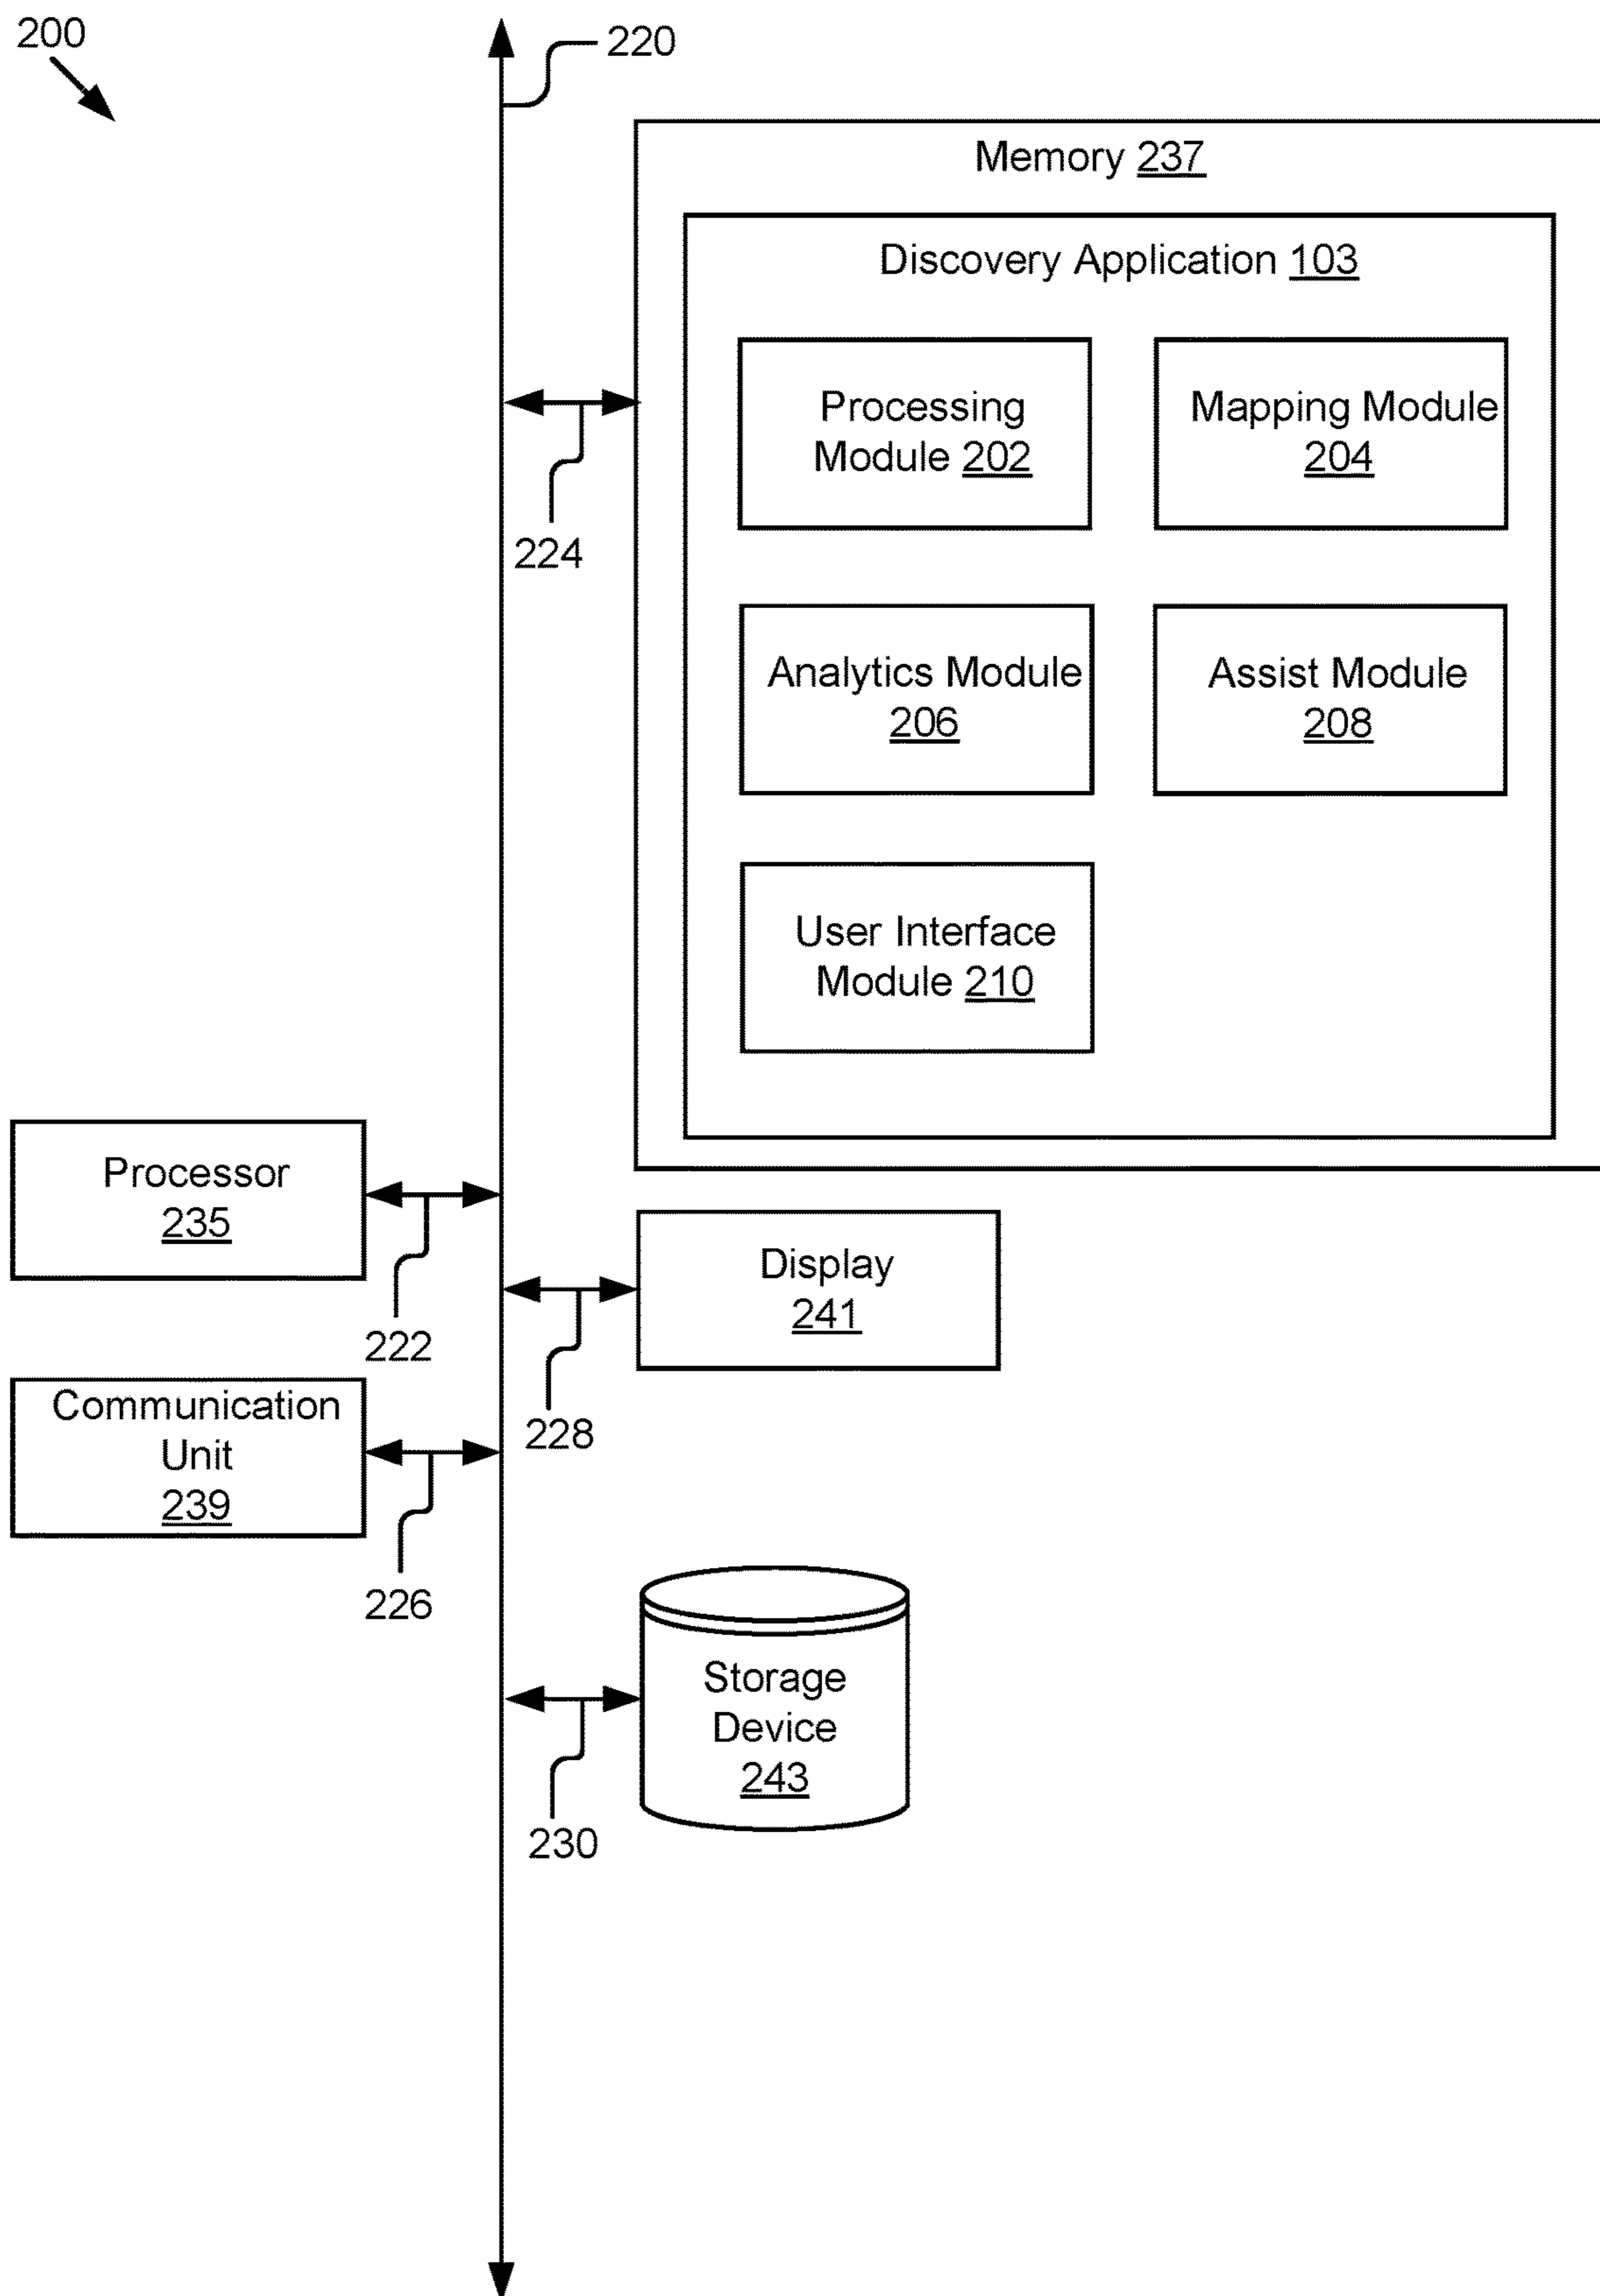 200
220
Memory 237
Discovery Application 103
Processing
Module 202
Mapping Module
204
224
Analytics Module
206
Assist Module
208
User Interface
Module 210
Processor
235
222
Display
241
228
Communication
Unit
239
226
Storage
Device
243
230